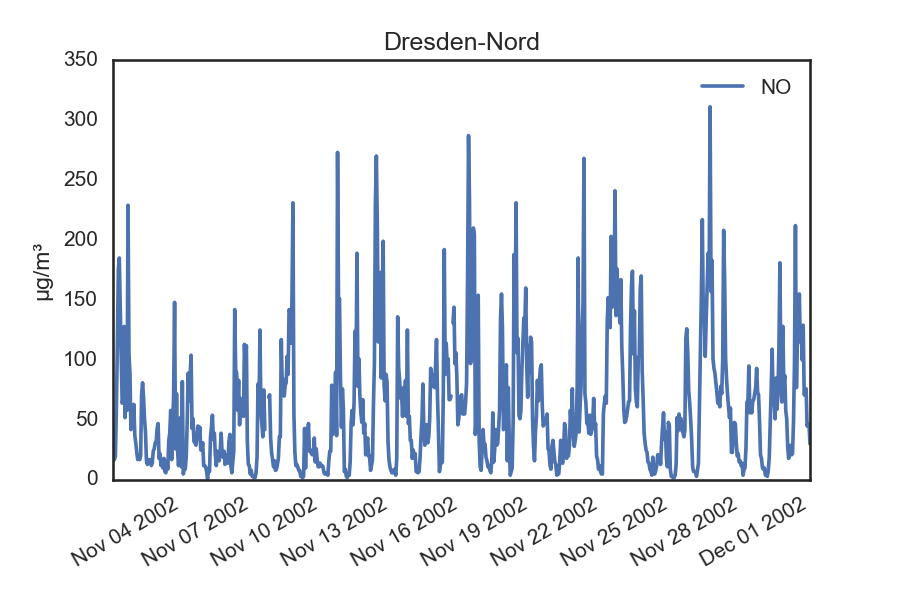 Dresden-Nord
350
300
250
200
150
100
50
0
µg/m³
NO
Nov 04 2002
Nov 07 2002
Nov 10 2002
Nov 13 2002
Nov 16 2002
Nov 19 2002
Nov 22 2002
Nov 25 2002
Nov 28 2002
Dec 01 2002